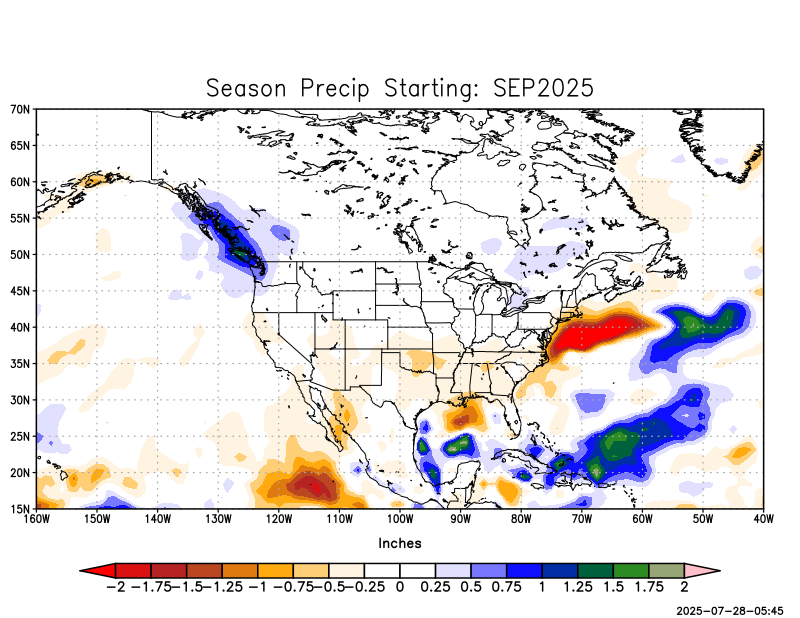 Season Precip Starting: SEP2025
70N
65N
60N
55N
50N
45N
40N
35N
30N
25N
20N
15N
160W 150W 140W 130W 120W 110W 100W 90W 80W 70W 60W 50W 40W
Inches
−2 −1.75 −1.5 −1.25 −1 −0.75 −0.5 −0.25 0 0.25 0.5 0.75 1 1.25 1.5 1.75 2
2025-07-28-05:45